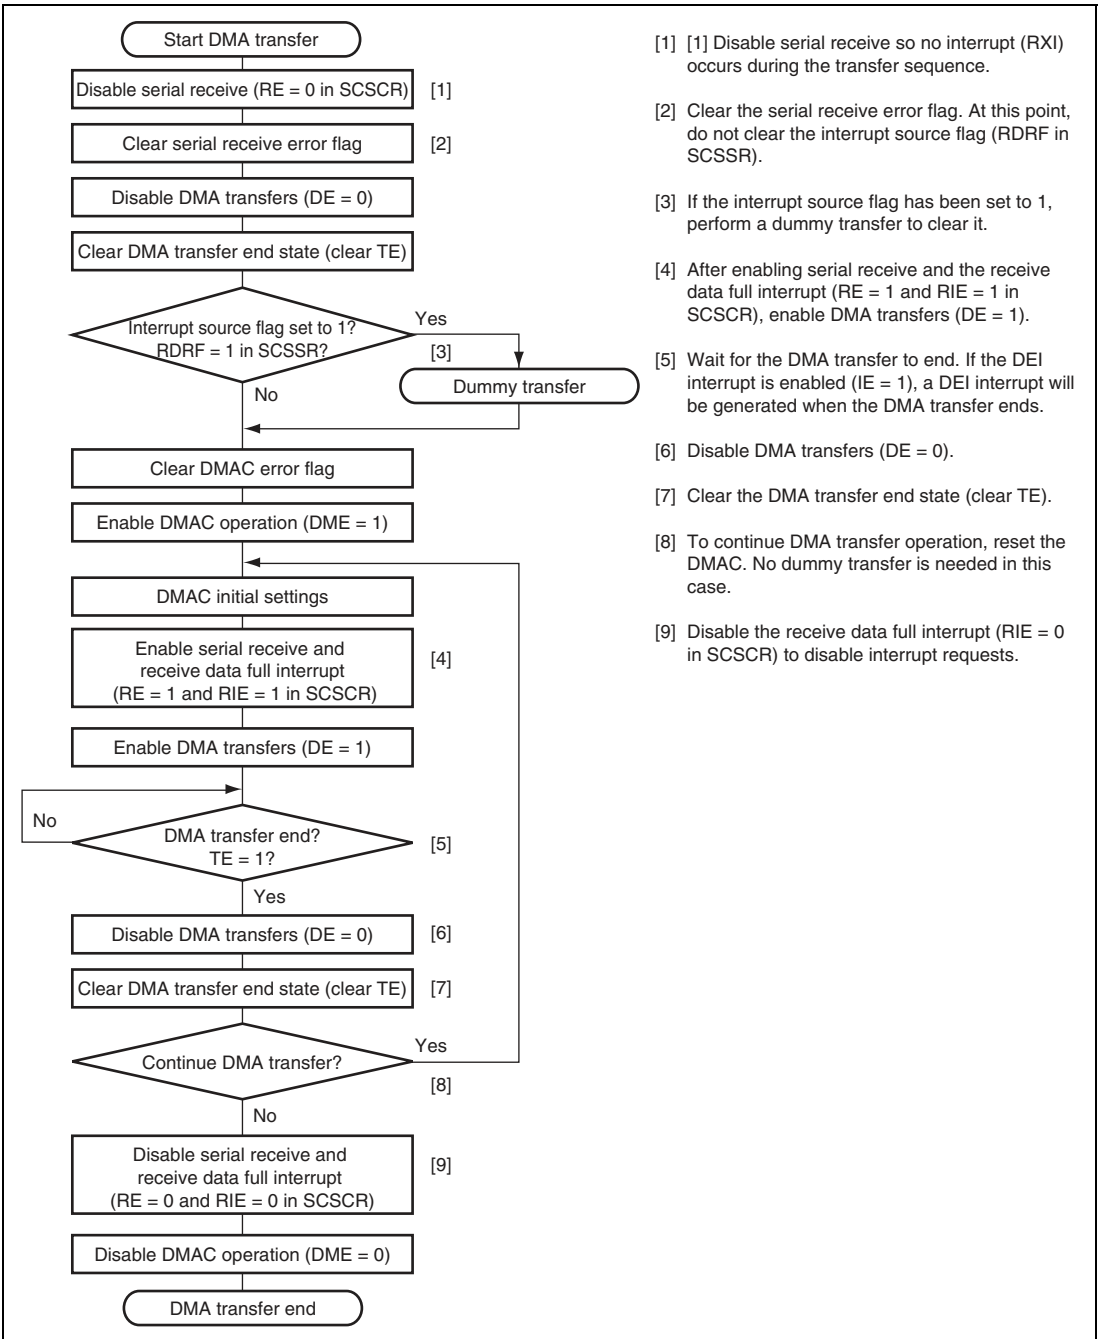 Start DMA transfer
Disable serial receive (RE = 0 in SCSCR) [1]
Clear serial receive error flag [2]
Disable DMA transfers (DE = 0)
Clear DMA transfer end state (clear TE)
Interrupt source flag set to 1?
RDRF = 1 in SCSSR?
Yes
[3]
Dummy transfer
No
Clear DMAC error flag
Enable DMAC operation (DME = 1)
DMAC initial settings
Enable serial receive and
receive data full interrupt [4]
(RE = 1 and RIE = 1 in SCSCR)
Enable DMA transfers (DE = 1)
No
DMA transfer end?
TE = 1?
[5]
Yes
Disable DMA transfers (DE = 0) [6]
Clear DMA transfer end state (clear TE) [7]
Continue DMA transfer?
Yes
[8]
No
Disable serial receive and
receive data full interrupt [9]
(RE = 0 and RIE = 0 in SCSCR)
Disable DMAC operation (DME = 0)
DMA transfer end
[1] [1] Disable serial receive so no interrupt (RXI)
occurs during the transfer sequence.
[2] Clear the serial receive error flag. At this point,
do not clear the interrupt source flag (RDRF in
SCSSR).
[3] If the interrupt source flag has been set to 1,
perform a dummy transfer to clear it.
[4] After enabling serial receive and the receive
data full interrupt (RE = 1 and RIE = 1 in
SCSCR), enable DMA transfers (DE = 1).
[5] Wait for the DMA transfer to end. If the DEI
interrupt is enabled (IE = 1), a DEI interrupt will
be generated when the DMA transfer ends.
[6] Disable DMA transfers (DE = 0).
[7] Clear the DMA transfer end state (clear TE).
[8] To continue DMA transfer operation, reset the
DMAC. No dummy transfer is needed in this
case.
[9] Disable the receive data full interrupt (RIE = 0
in SCSCR) to disable interrupt requests.